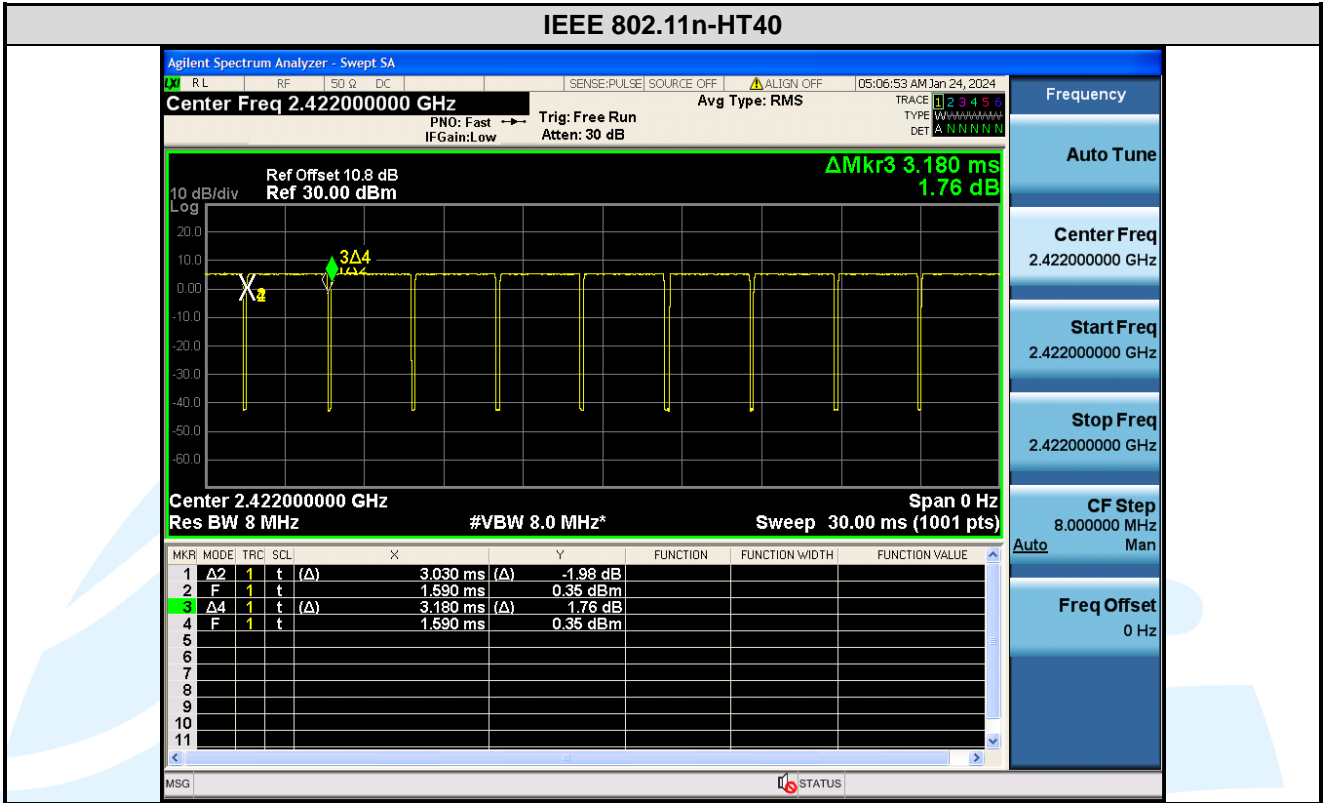 IEEE 802.11n-HT40
Agilent Spectrum Analyzer - Swept SA
LXI RL RF 50 Ω DC SENSE:PULSE SOURCE OFF ALIGN OFF 05:06:53 AM Jan 24, 2024
Center Freq 2.422000000 GHz Avg Type: RMS TRACE 1 2 3 4 5 6
PNO: Fast Trig: Free Run TYPE WWWWWW
IFGain:Low Atten: 30 dB DET A N N N N N
Frequency
Auto Tune
ΔMkr3 3.180 ms
1.76 dB
Ref Offset 10.8 dB
10 dB/div Ref 30.00 dBm
Log
20.0
10.0
0.00
-10.0
-20.0
-30.0
-40.0
-50.0
-60.0
3Δ4
Center Freq
2.422000000 GHz
Start Freq
2.422000000 GHz
Stop Freq
2.422000000 GHz
CF Step
8.000000 MHz
Auto Man
Freq Offset
0 Hz
Center 2.422000000 GHz Span 0 Hz
Res BW 8 MHz #VBW 8.0 MHz* Sweep 30.00 ms (1001 pts)
MKR MODE TRC SCL X Y FUNCTION FUNCTION WIDTH FUNCTION VALUE
1 Δ2 1 t (Δ) 3.030 ms (Δ) -1.98 dB
2 F 1 t 1.590 ms 0.35 dBm
3 Δ4 1 t (Δ) 3.180 ms (Δ) 1.76 dB
4 F 1 t 1.590 ms 0.35 dBm
5
6
7
8
9
10
11
MSG STATUS